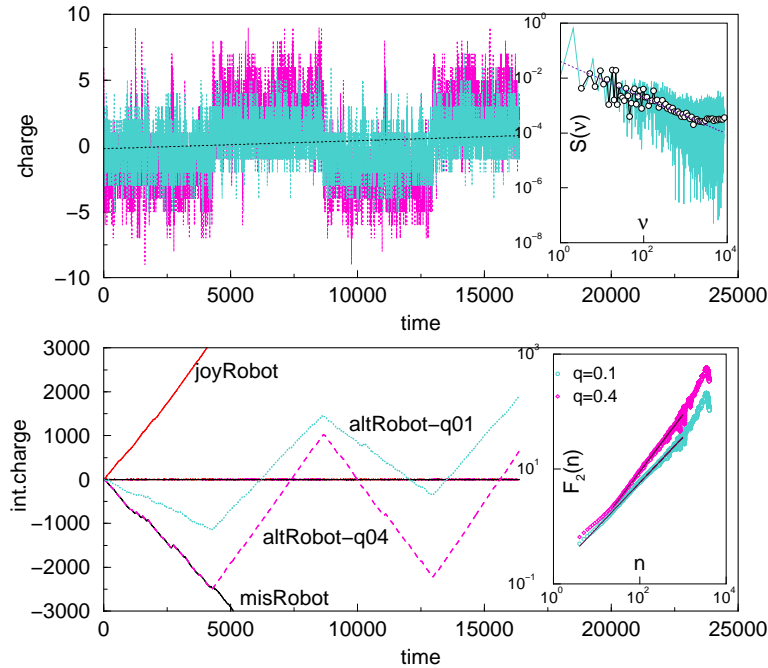 10
5
0
−5
−10
charge
0
5000
10000
15000
20000
25000
time
10^0
10^−2
10^−4
10^−6
10^−8
S(ν)
10^0
10^2
10^4
ν
3000
2000
1000
0
−1000
−2000
−3000
int.charge
joyRobot
altRobot−q01
altRobot−q04
misRobot
0
5000
10000
15000
20000
25000
time
10^3
10^1
10^−1
F_2(n)
q=0.1
q=0.4
10^0
10^2
10^4
n